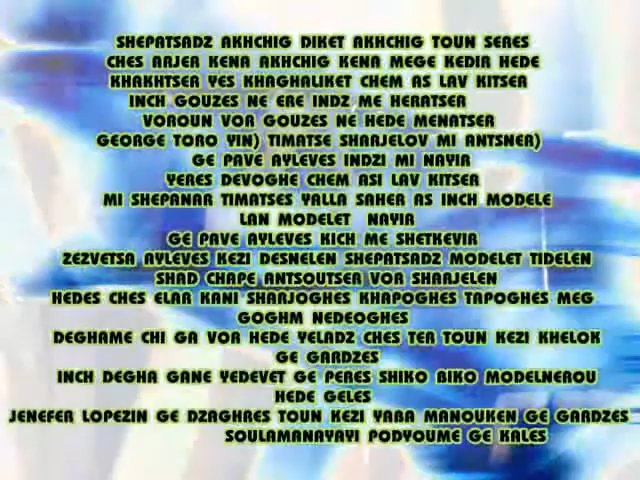 SHEPATSADZ AKHCHIG DIKET AKHCHIG TOUN SERES
CHES ARJER KENA AKHCHIG KENA MEGE KEDIR HEDE
KHAKHTSER YES KHAGHALIKET CHEM AS LAV KITSER
INCH GOUZES NE ERE INDZ ME HERATSER
VOROUN VOR GOUZES NE HEDE MENATSER
GEORGE TORO YIN) TIMATSE SHARJELOV MI ANTSNER)
GE PAVE AYLEVES INDZI MI NAYIR
YERES DEVOGHE CHEM ASI LAV KITSER
MI SHEPANAR TIMATSES YALLA SAHER AS INCH MODELE
LAN MODELET NAYIR
GE PAVE AYLEVES KICH ME SHETKEVIR
ZEZVETSA AYLEVES KEZI DESNELEN SHEPATSADZ MODELET TIDELEN
SHAD CHAPE ANTSOUTSER VOR SHARJELEN
HEDES CHES ELAR KANI SHARJOGHES KHAPOGHES TAPOGHES MEG
GOGHM NEDEOGHES
DEGHAME CHI GA VOR HEDE YELADZ CHES TER TOUN KEZI KHELOK
GE GARDZES
INCH DEGHA GANE YEDEVET GE PERES SHIKO BIKO MODELNEROU
HEDE GELES
JENEFER LOPEZIN GE DZAGHRES TOUN KEZI YABA MANOUKEN GE GARDZES
SOULAMANAYAYI PODYOUME GE KALES